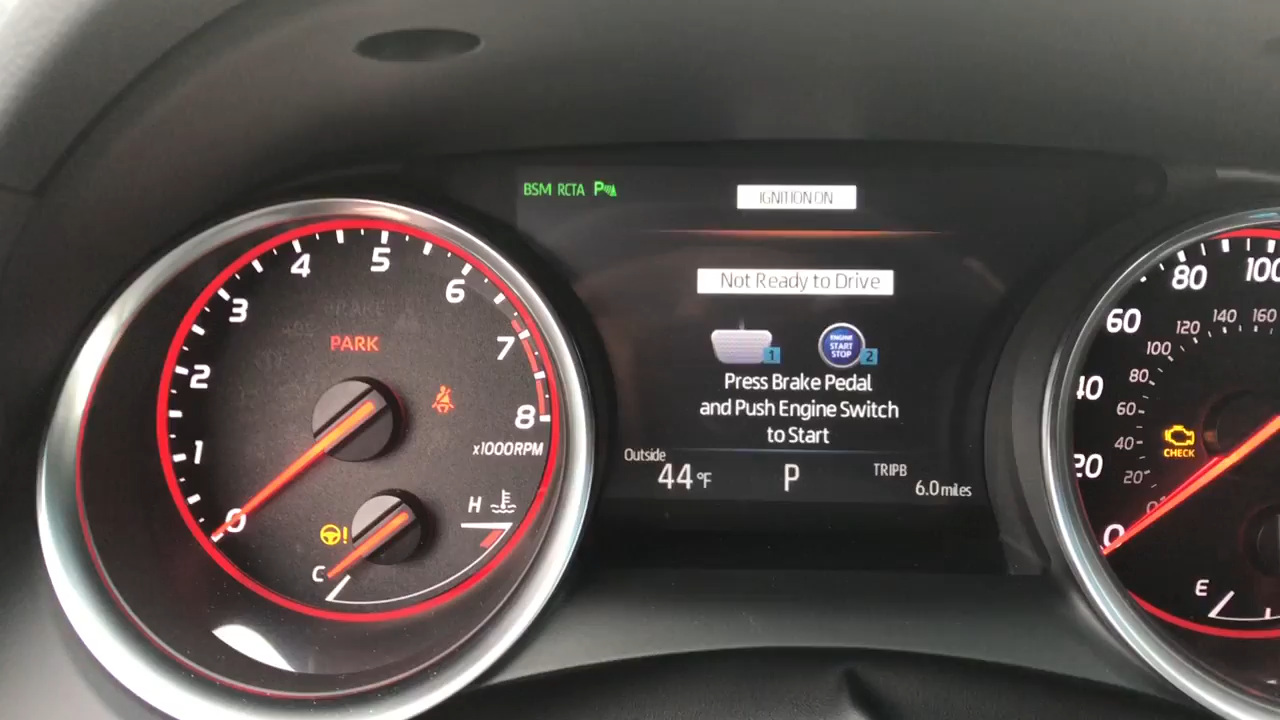 BSM RCTA P
IGNITION ON
Not Ready to Drive
ENGINE
START
STOP
1
2
Press Brake Pedal
and Push Engine Switch
to Start
Outside
44 °F
P
TRIP B
6.0 miles
0
1
2
3
4
5
6
7
8
x1000RPM
BRAKE
PARK
H
C
0
20
40
60
80
100
0
20
40
60
80
100
120
140
160
CHECK
E